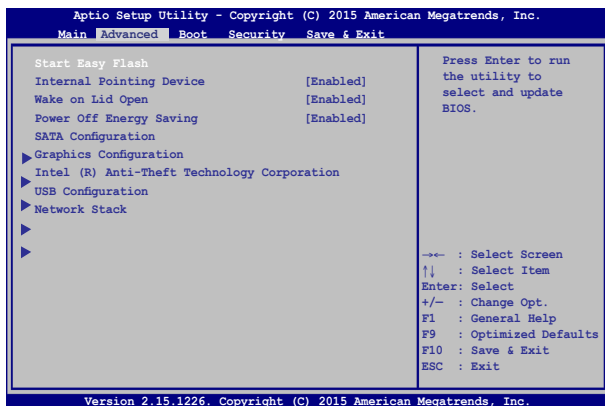 Aptio Setup Utility - Copyright (C) 2015 American Megatrends, Inc.
Main Advanced Boot Security Save & Exit
Start Easy Flash
Internal Pointing Device [Enabled]
Wake on Lid Open [Enabled]
Power Off Energy Saving [Enabled]
SATA Configuration
Graphics Configuration
Intel (R) Anti-Theft Technology Corporation
USB Configuration
Network Stack
Press Enter to run
the utility to
select and update
BIOS.
→← : Select Screen
↑↓ : Select Item
Enter: Select
+/— : Change Opt.
F1 : General Help
F9 : Optimized Defaults
F10 : Save & Exit
ESC : Exit
Version 2.15.1226. Copyright (C) 2015 American Megatrends, Inc.